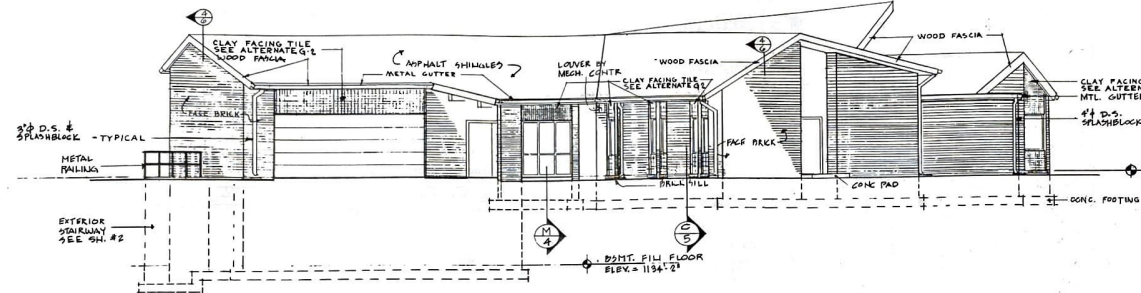 4
6
CLAY FACING TILE
SEE ALTERNATE G-2
WOOD FASCIA
ASPHALT SHINGLES
METAL GUTTER
LOUVER BY
MECH. CONTR
WOOD FASCIA
CLAY FACING TILE
SEE ALTERNATE G2
4
6
WOOD FASCIA
CLAY FACING
SEE ALTERN
MTL. GUTTER
4"φ D.S.
SPLASHBLOCK
FACE BRICK
3"φ D.S. &
SPLASHBLOCK - TYPICAL
METAL
RAILING
FACE BRICK
BRICK SILL
CONC PAD
CONC. FOOTING
EXTERIOR
STAIRWAY
SEE SH. #2
M
4
C
5
BSMT. FIN FLOOR
ELEV. = 1134'-2"